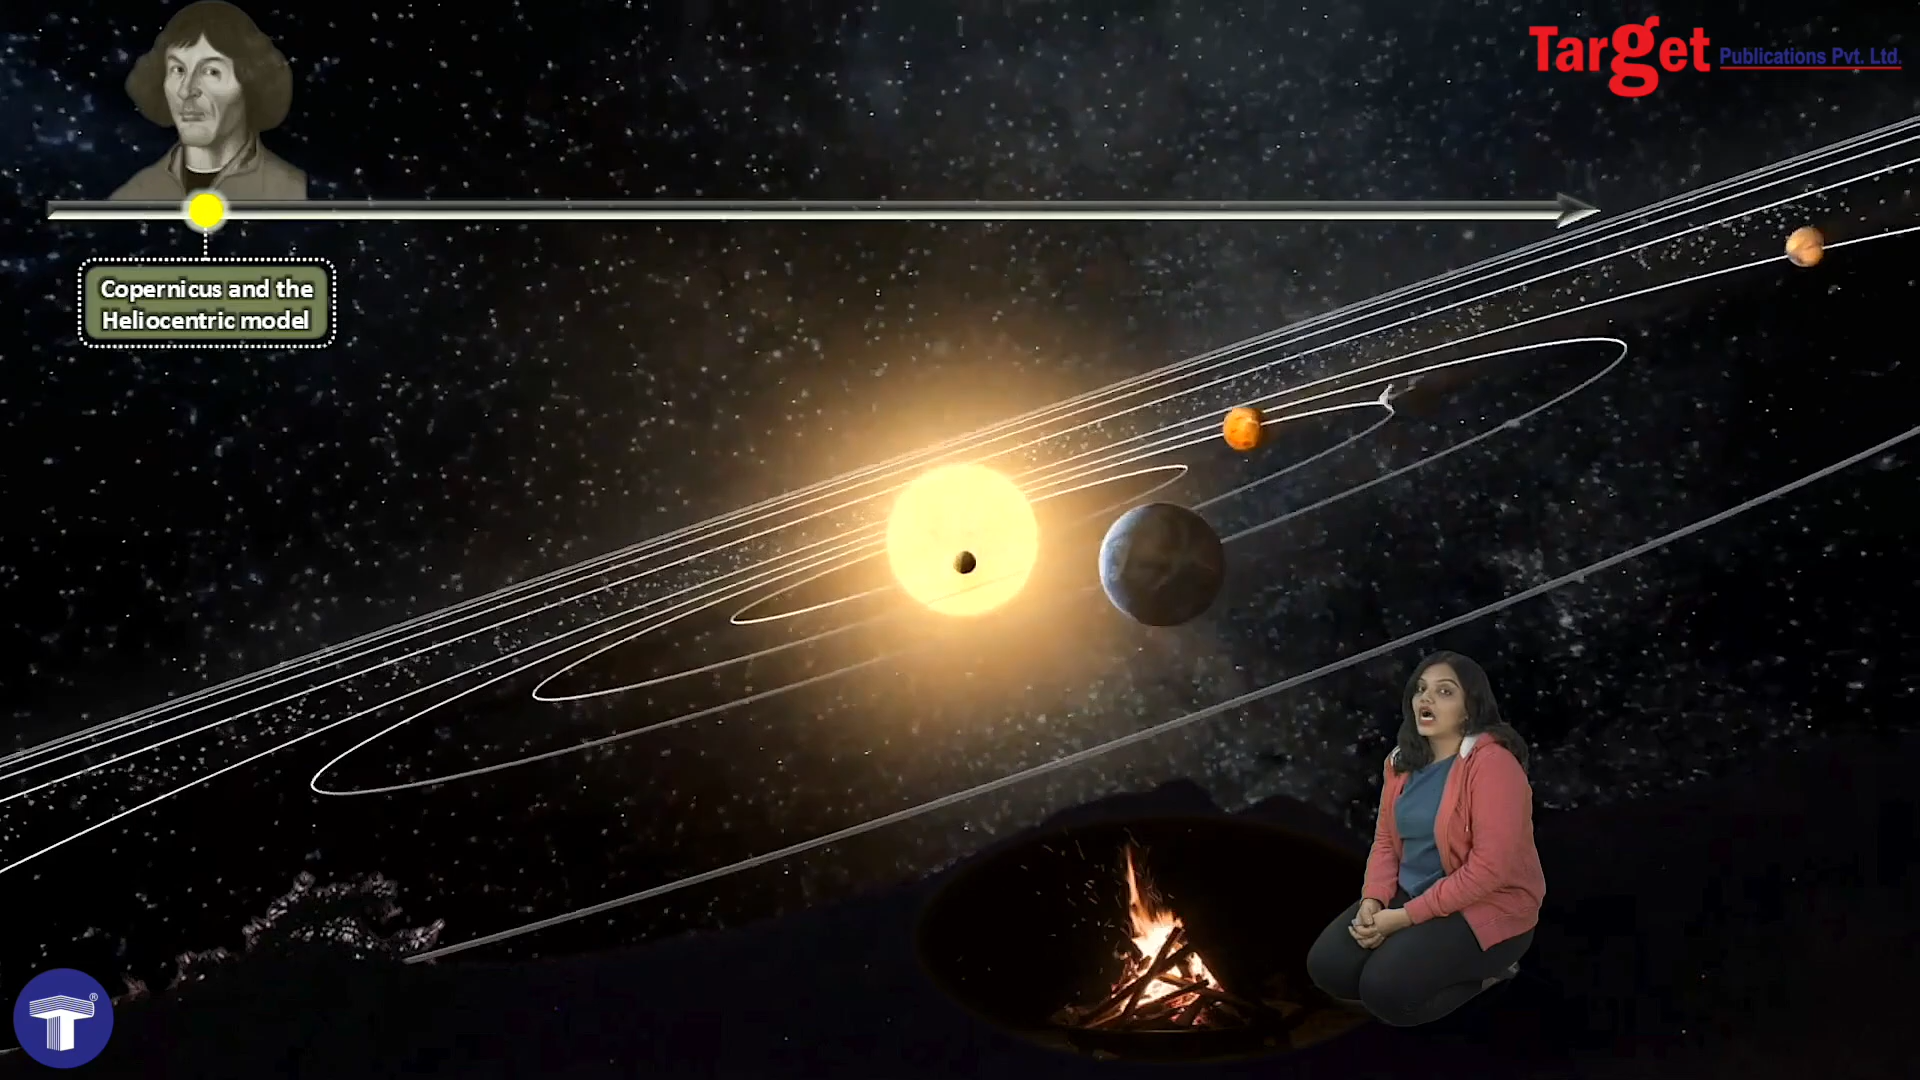 Target Publications Pvt. Ltd.
Copernicus and the
Heliocentric model
T®